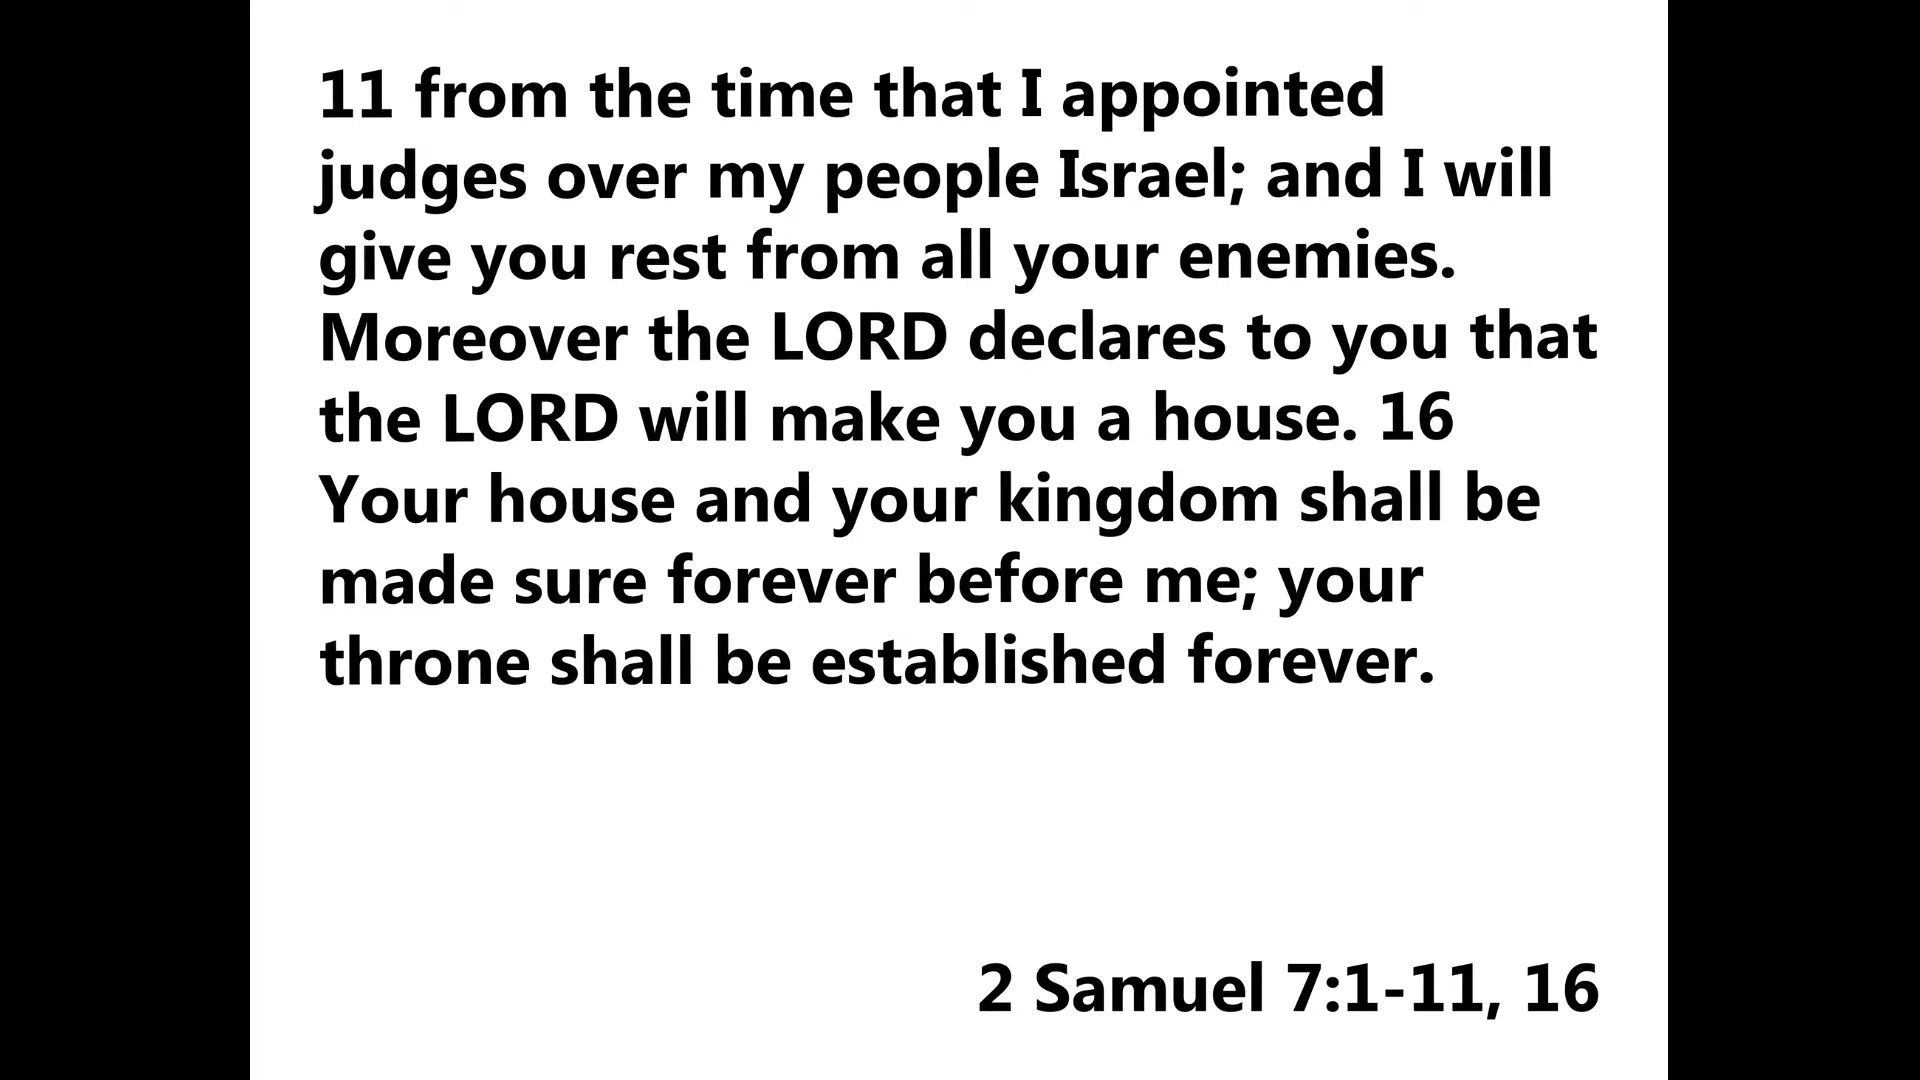 11 from the time that I appointed
judges over my people Israel; and I will
give you rest from all your enemies.
Moreover the LORD declares to you that
the LORD will make you a house. 16
Your house and your kingdom shall be
made sure forever before me; your
throne shall be established forever.
2 Samuel 7:1-11, 16